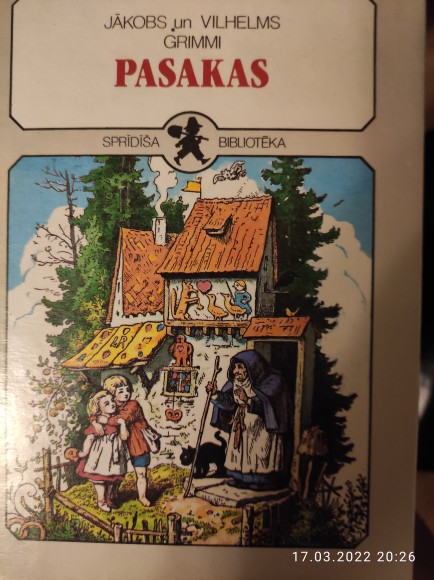 JĀKOBS un VILHELMS
GRIMMI
PASAKAS
SPRĪDĪŠA BIBLIOTĒKA
17.03.2022 20:26